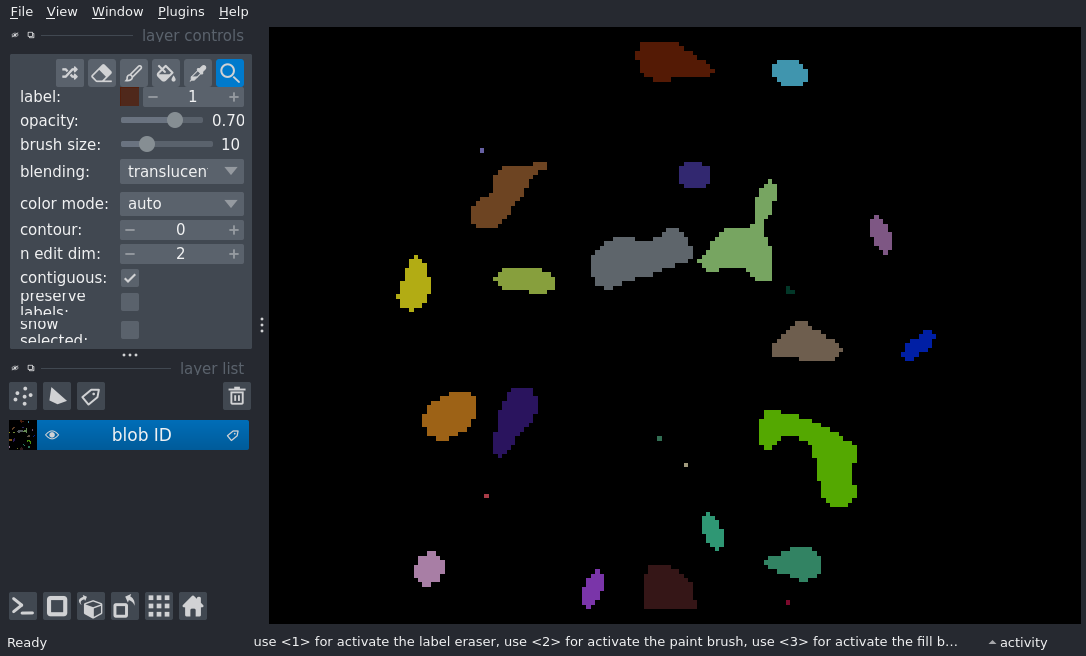 File View Window Plugins Help
layer controls
label: 1
opacity: 0.70
brush size: 10
blending: translucen
color mode: auto
contour: 0
n edit dim: 2
contiguous:
preserve
labels:
show
selected:
layer list
blob ID
Ready
use <1> for activate the label eraser, use <2> for activate the paint brush, use <3> for activate the fill b...
activity